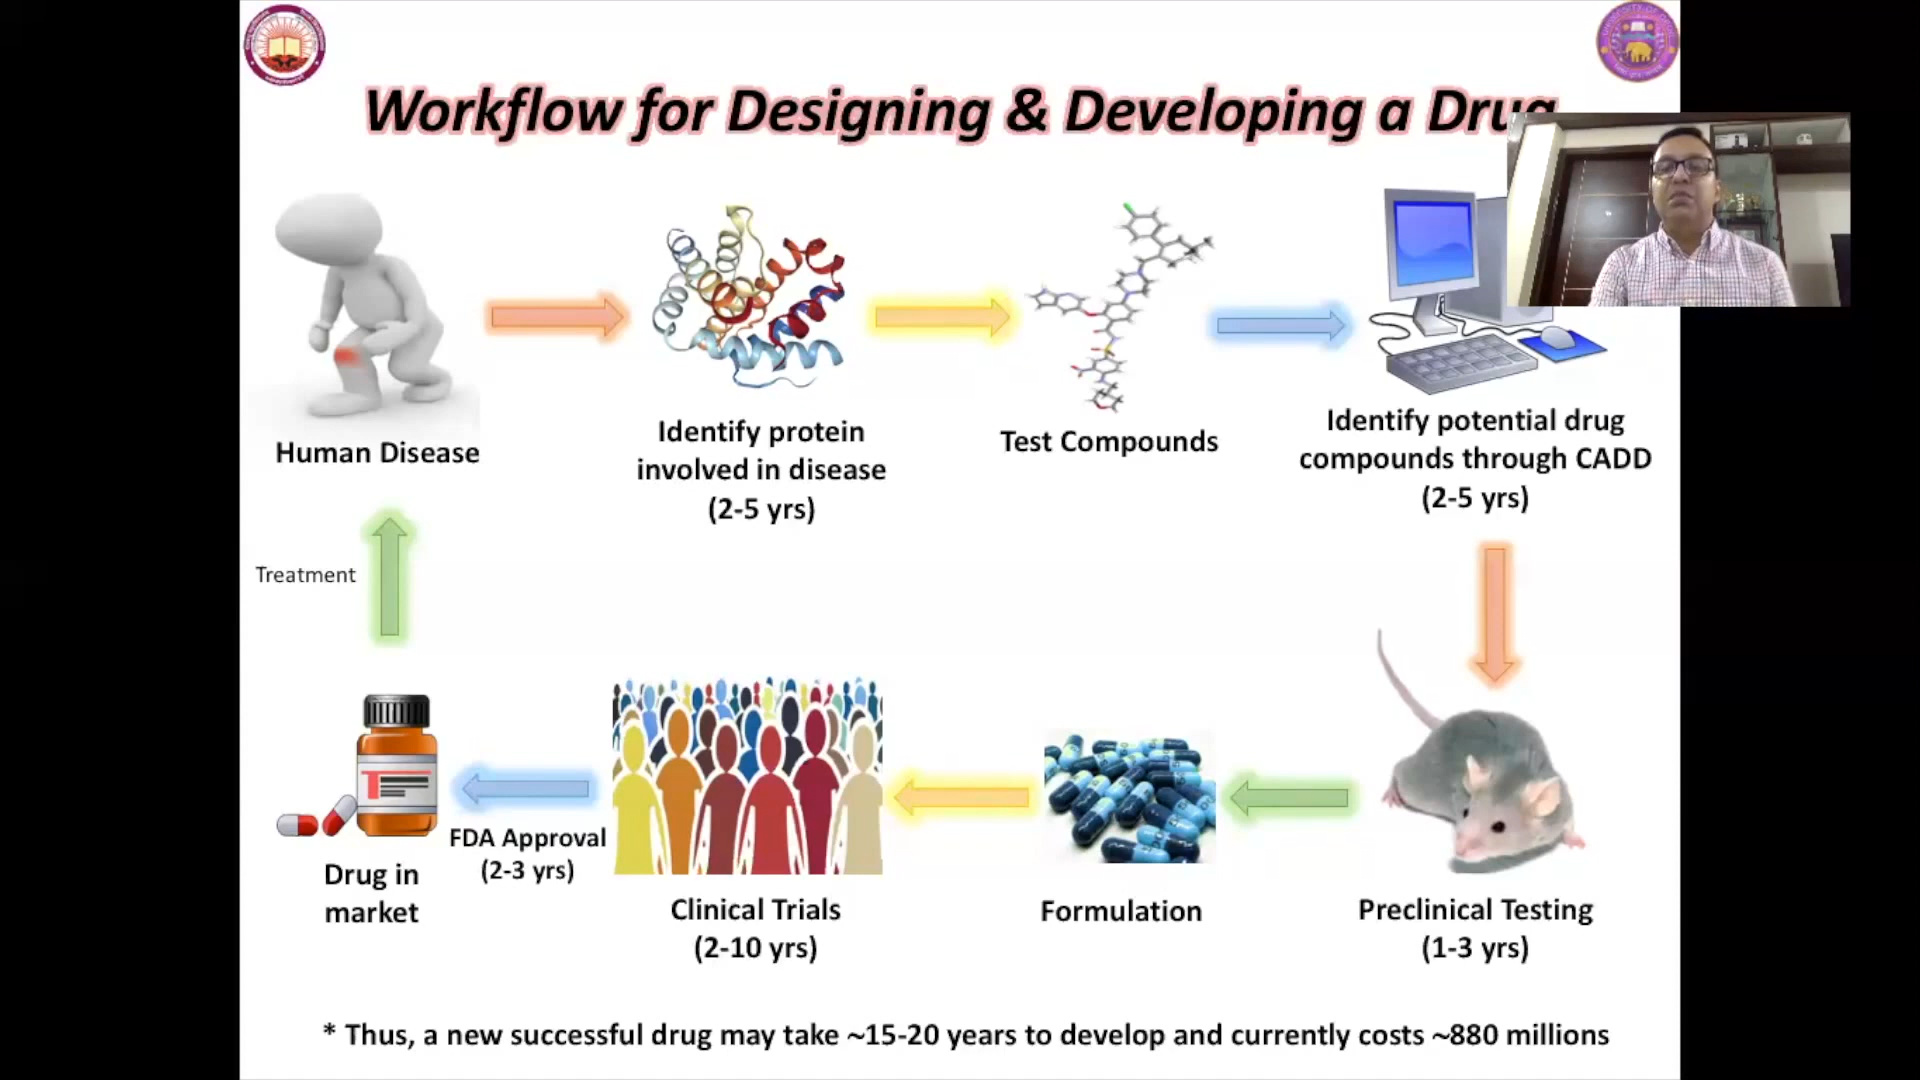 Workflow for Designing & Developing a Drug
Human Disease
Identify protein
involved in disease
(2-5 yrs)
Test Compounds
Identify potential drug
compounds through CADD
(2-5 yrs)
Treatment
Drug in
market
FDA Approval
(2-3 yrs)
Clinical Trials
(2-10 yrs)
Formulation
Preclinical Testing
(1-3 yrs)
* Thus, a new successful drug may take ~15-20 years to develop and currently costs ~880 millions